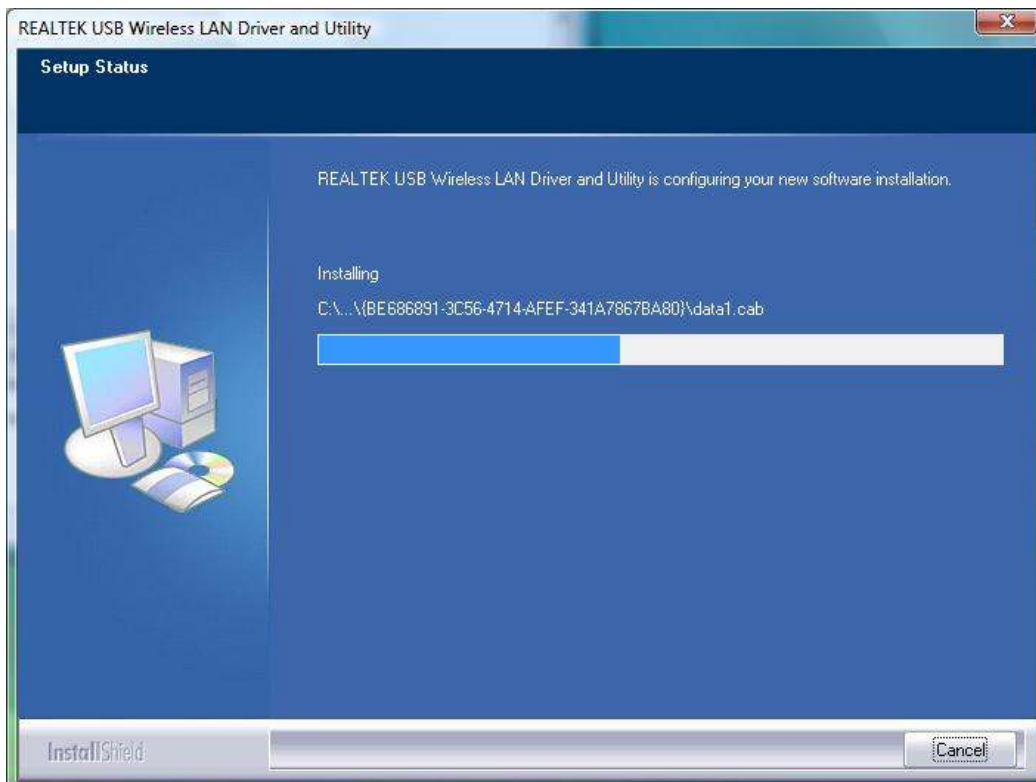 REALTEK USB Wireless LAN Driver and Utility
Setup Status
REALTEK USB Wireless LAN Driver and Utility is configuring your new software installation.
Installing
C:\...\{BE686891-3C56-4714-AFEF-341A7867BA80}\data1.cab
InstallShield
Cancel